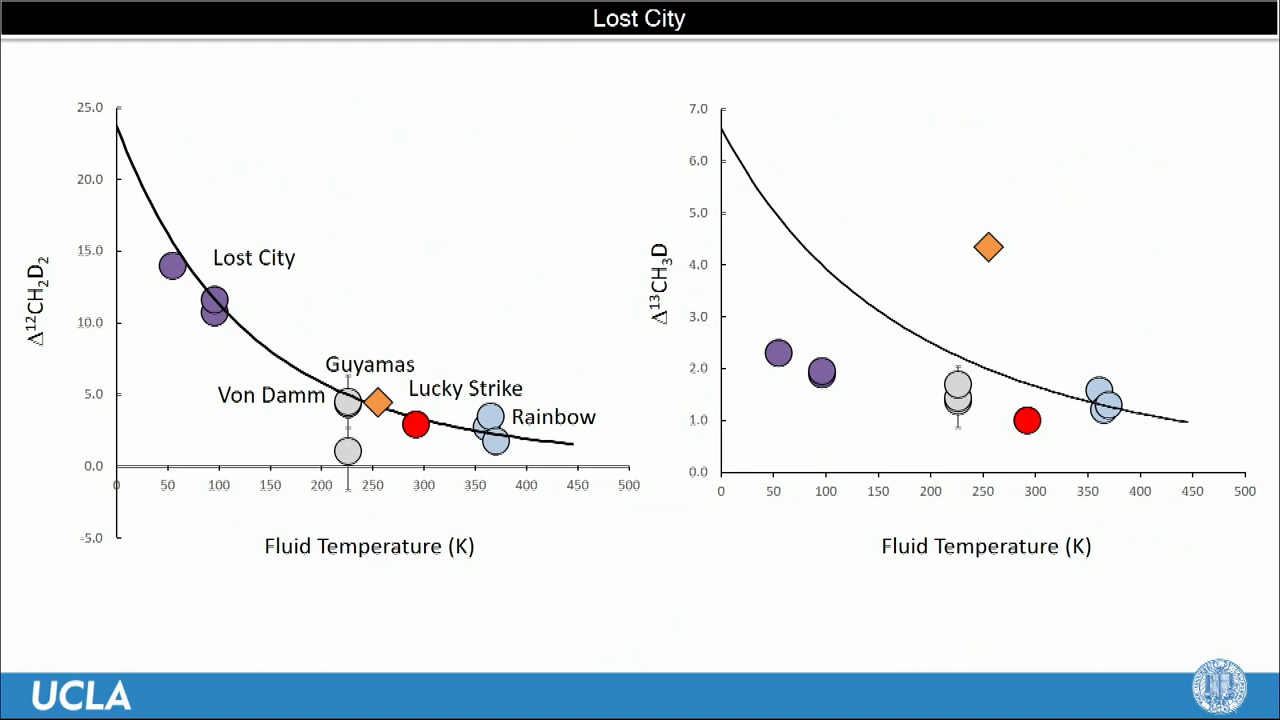 Lost City
25.0
20.0
15.0
10.0
5.0
0.0
-5.0
Δ¹²CH₂D₂
Lost City
Guyamas
Von Damm
Lucky Strike
Rainbow
0 50 100 150 200 250 300 350 400 450 500
Fluid Temperature (K)
7.0
6.0
5.0
4.0
3.0
2.0
1.0
0.0
Δ¹³CH₃D
0 50 100 150 200 250 300 350 400 450 500
Fluid Temperature (K)
UCLA